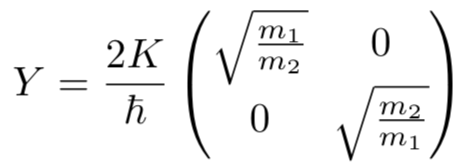 Y = \frac{2K}{\hbar} \begin{pmatrix} \sqrt{\frac{m_1}{m_2}} & 0 \\ 0 & \sqrt{\frac{m_2}{m_1}} \end{pmatrix}